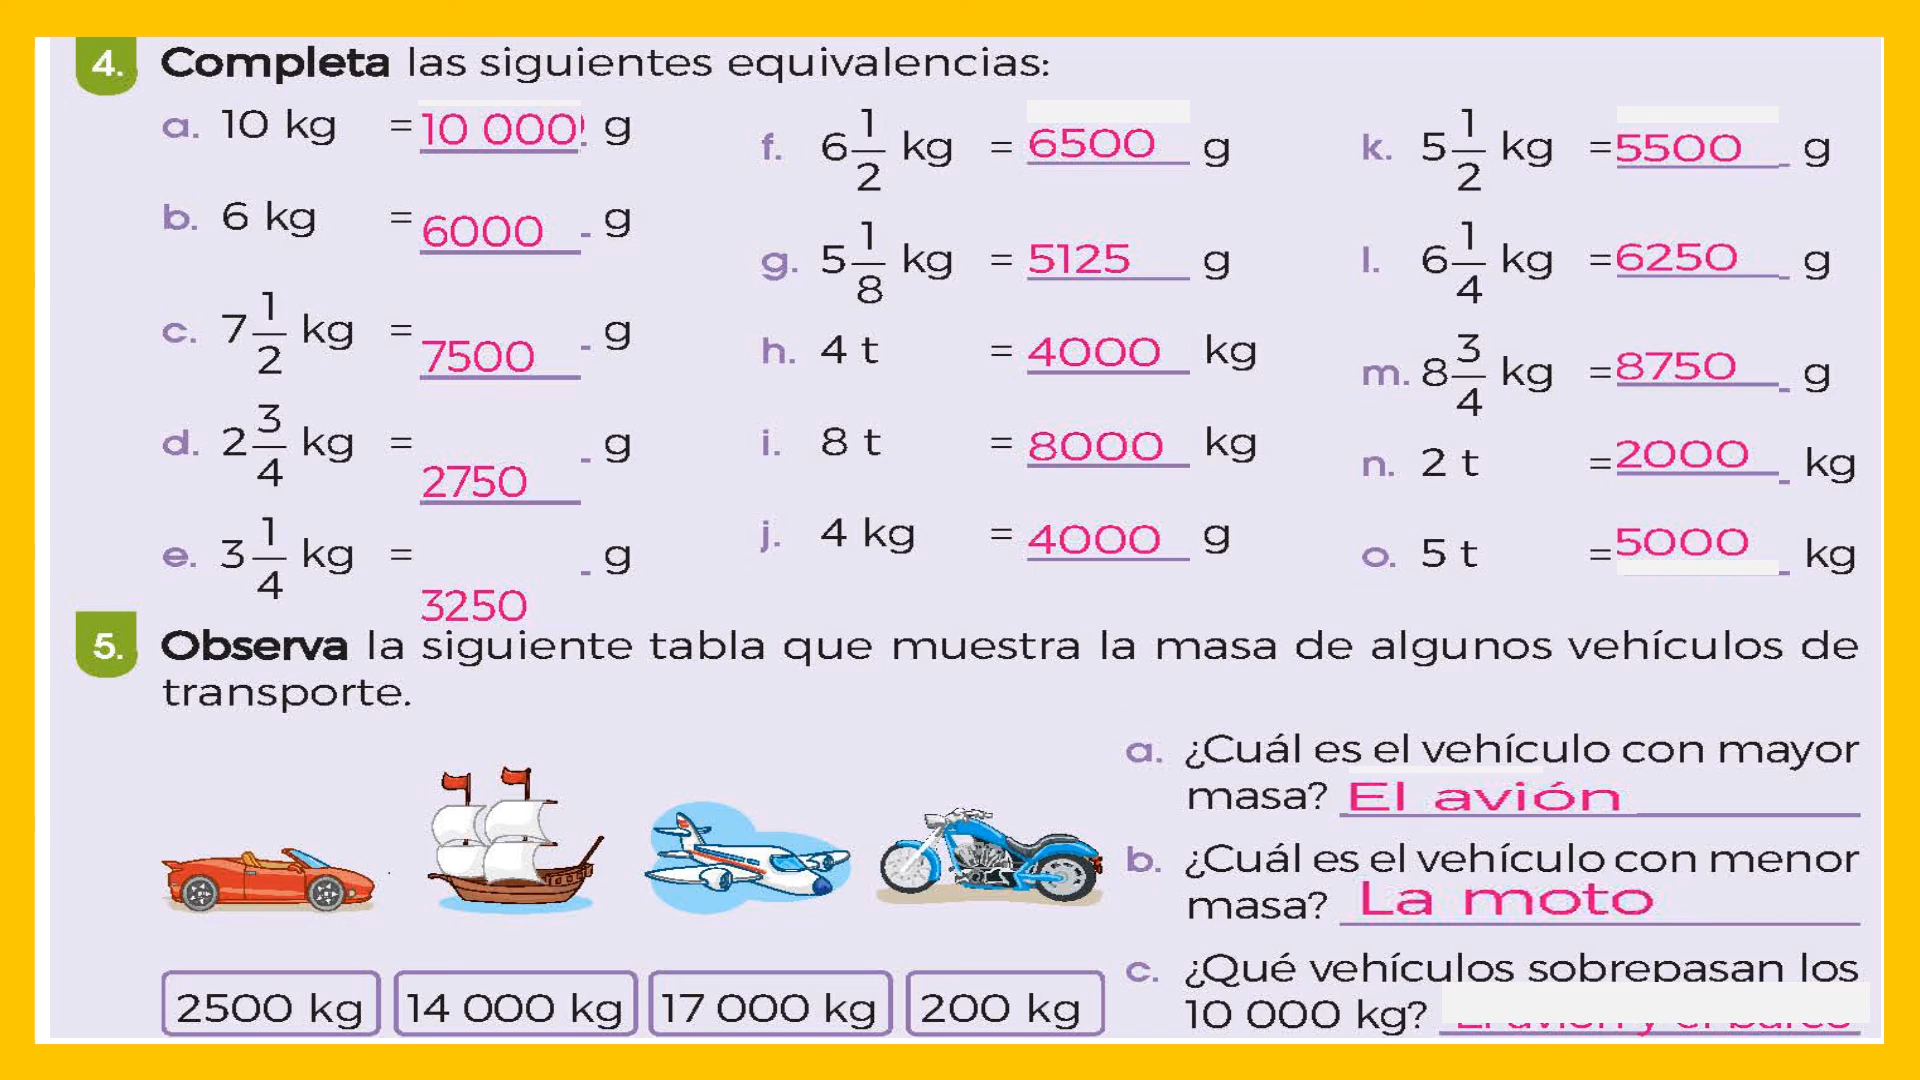 4. Completa las siguientes equivalencias:
a. 10 kg = 10 000 g
b. 6 kg = 6000 g
c. 7 1/2 kg = 7500 g
d. 2 3/4 kg = 2750 g
e. 3 1/4 kg = 3250 g
f. 6 1/2 kg = 6500 g
g. 5 1/8 kg = 5125 g
h. 4 t = 4000 kg
i. 8 t = 8000 kg
j. 4 kg = 4000 g
k. 5 1/2 kg = 5500 g
l. 6 1/4 kg = 6250 g
m. 8 3/4 kg = 8750 g
n. 2 t = 2000 kg
o. 5 t = 5000 kg
5. Observa la siguiente tabla que muestra la masa de algunos vehículos de
transporte.
2500 kg
14 000 kg
17 000 kg
200 kg
a. ¿Cuál es el vehículo con mayor
masa? El avión
b. ¿Cuál es el vehículo con menor
masa? La moto
c. ¿Qué vehículos sobrepasan los
10 000 kg?